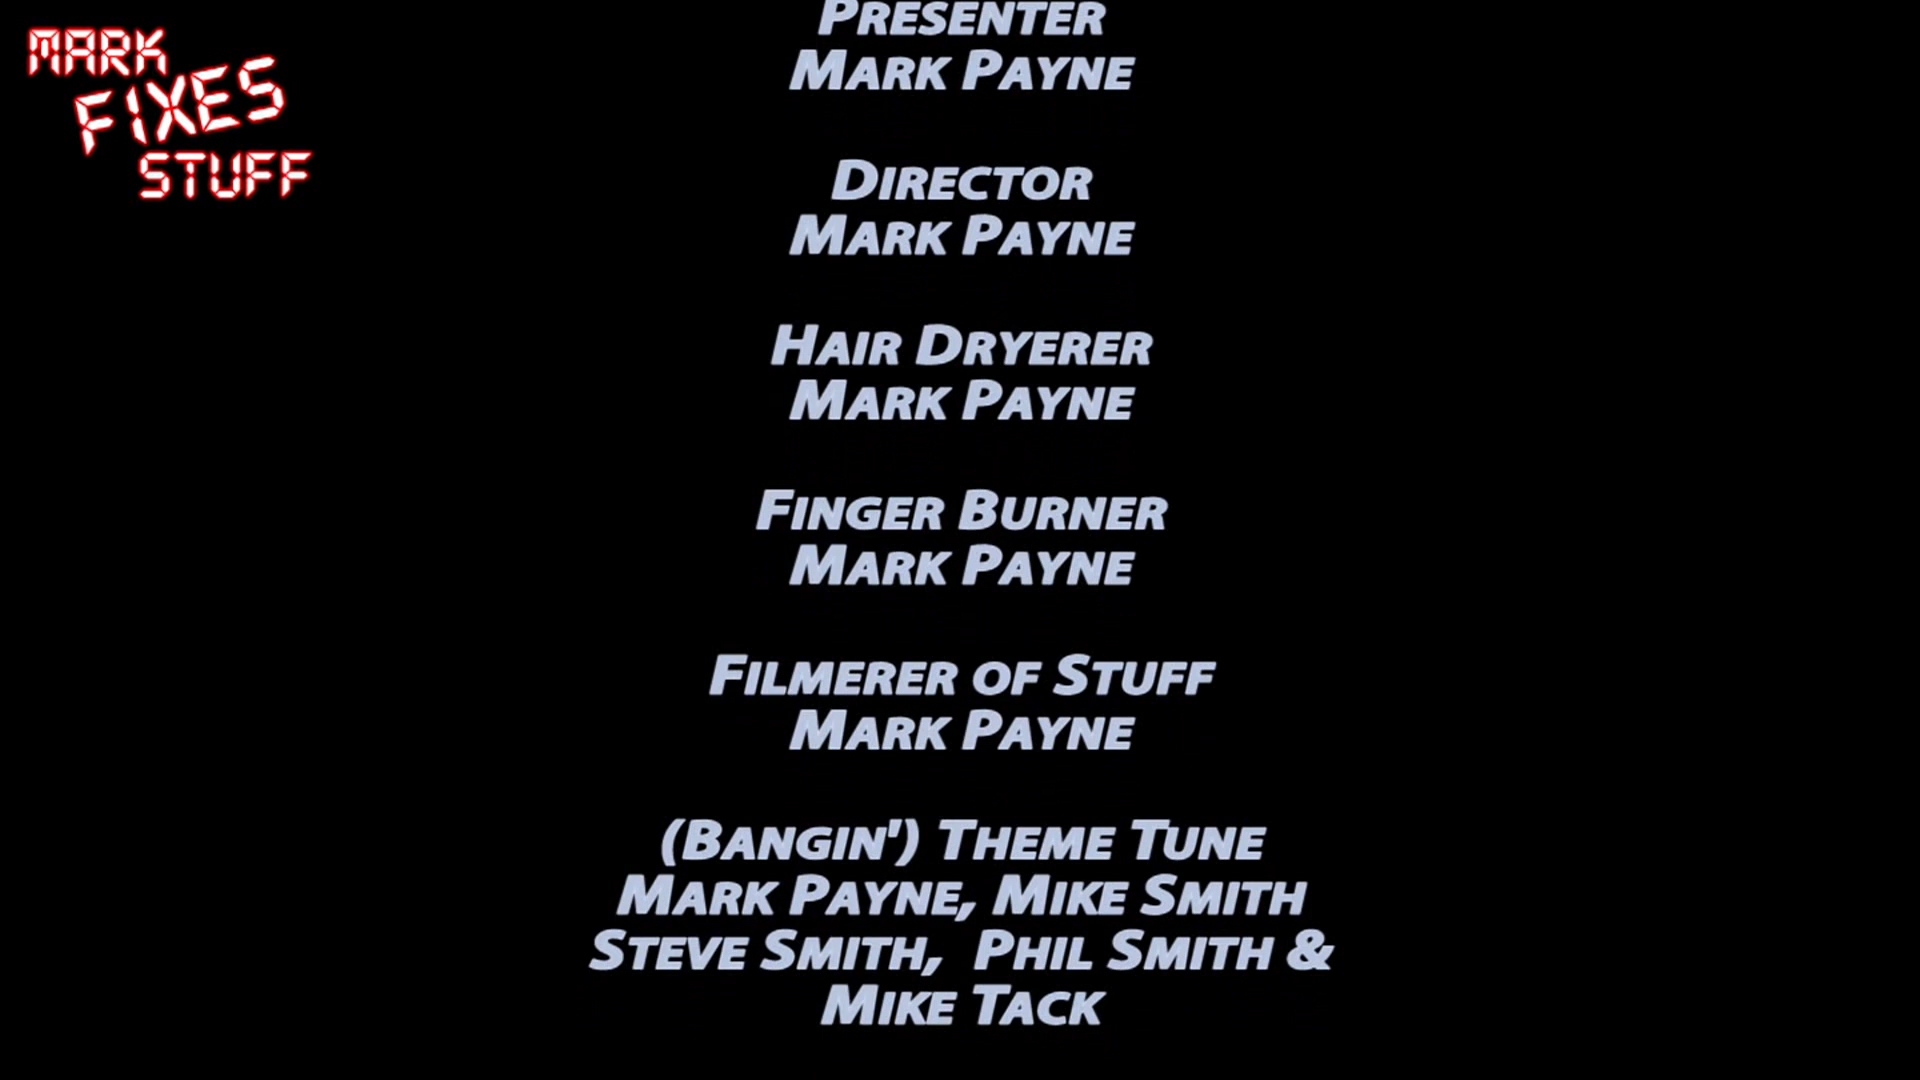 MARK
FIXES
STUFF
PRESENTER
MARK PAYNE
DIRECTOR
MARK PAYNE
HAIR DRYERER
MARK PAYNE
FINGER BURNER
MARK PAYNE
FILMERER OF STUFF
MARK PAYNE
(BANGIN') THEME TUNE
MARK PAYNE, MIKE SMITH
STEVE SMITH,  PHIL SMITH &
MIKE TACK